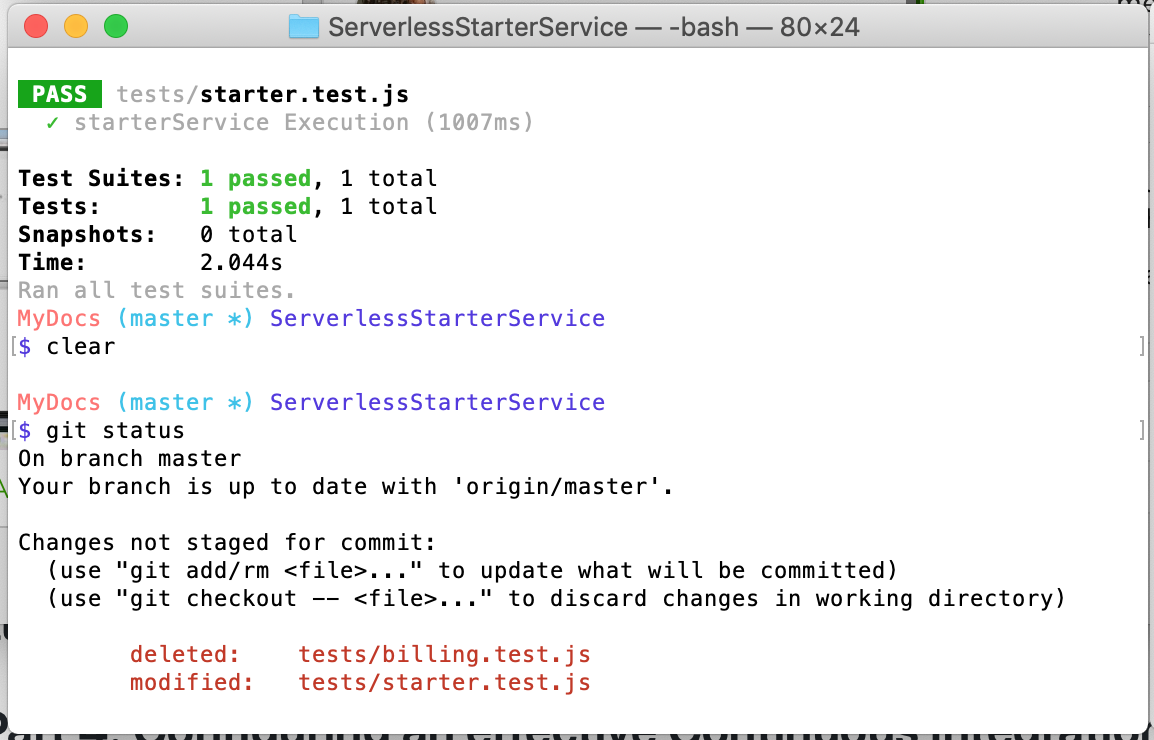 ServerlessStarterService — -bash — 80×24
PASS tests/starter.test.js
✓ starterService Execution (1007ms)
Test Suites: 1 passed, 1 total
Tests: 1 passed, 1 total
Snapshots: 0 total
Time: 2.044s
Ran all test suites.
MyDocs (master *) ServerlessStarterService
[$ clear ]
MyDocs (master *) ServerlessStarterService
[$ git status ]
On branch master
Your branch is up to date with 'origin/master'.
Changes not staged for commit:
(use "git add/rm <file>..." to update what will be committed)
(use "git checkout -- <file>..." to discard changes in working directory)
deleted: tests/billing.test.js
modified: tests/starter.test.js